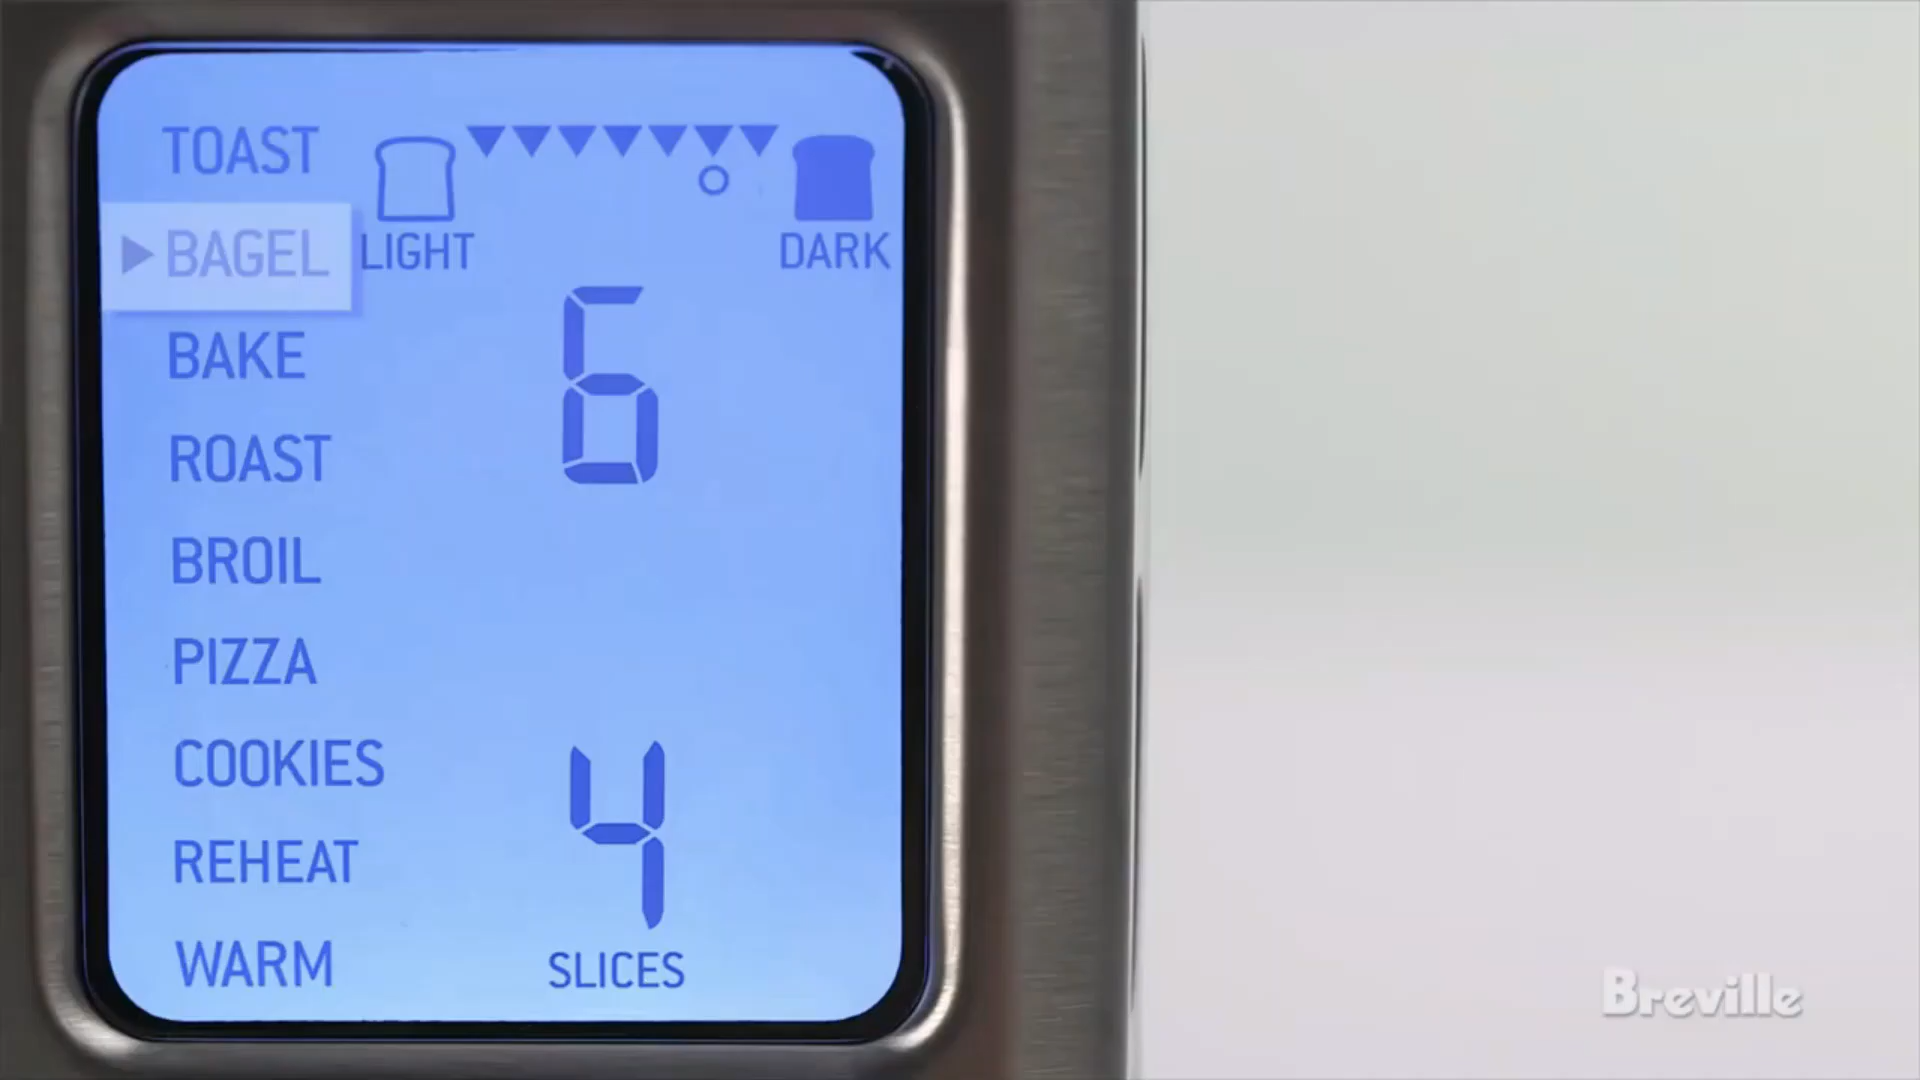 TOAST
BAGEL
BAKE
ROAST
BROIL
PIZZA
COOKIES
REHEAT
WARM
LIGHT
DARK
6
4
SLICES
Breville